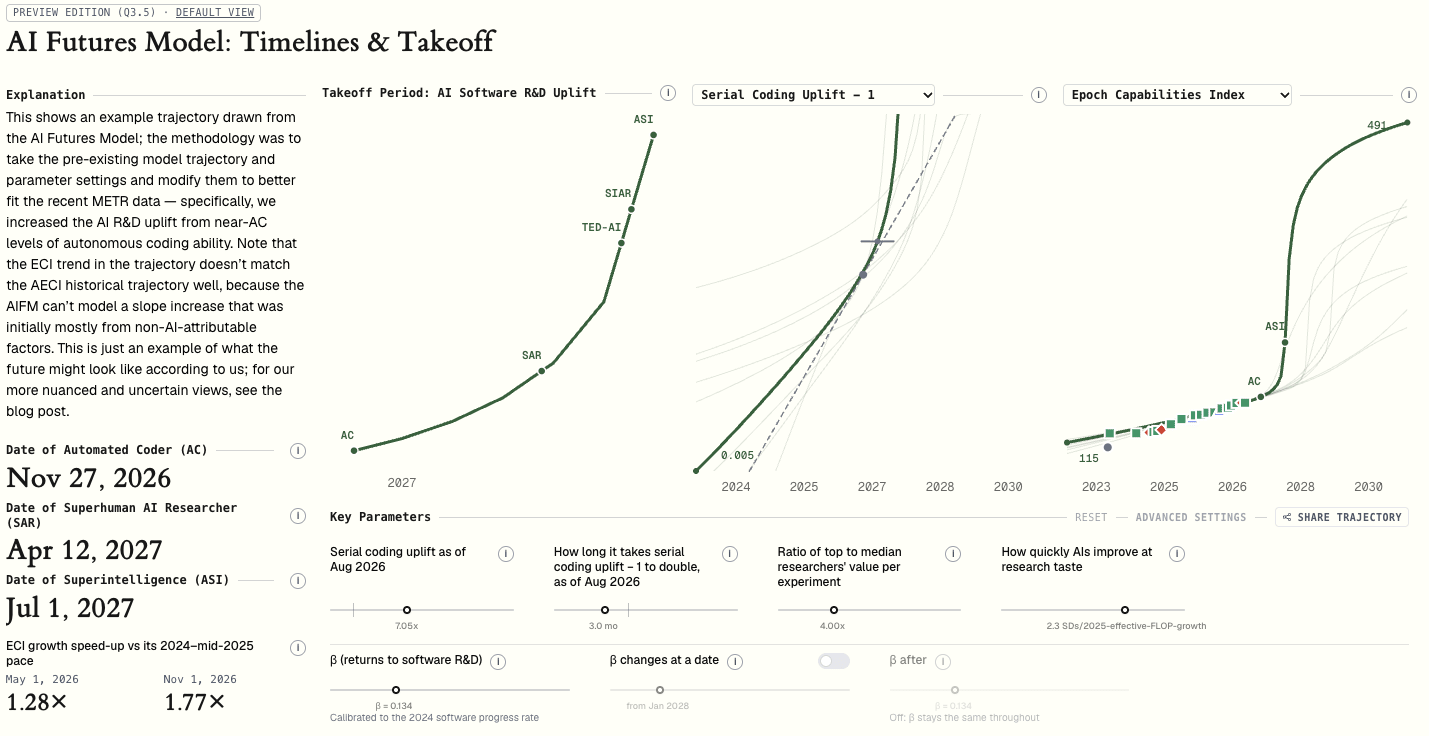 PREVIEW EDITION (Q3.5) · DEFAULT VIEW
AI Futures Model: Timelines & Takeoff
Explanation
This shows an example trajectory drawn from
the AI Futures Model; the methodology was to
take the pre-existing model trajectory and
parameter settings and modify them to better
fit the recent METR data — specifically, we
increased the AI R&D uplift from near-AC
levels of autonomous coding ability. Note that
the ECI trend in the trajectory doesn't match
the AECI historical trajectory well, because the
AIFM can't model a slope increase that was
initially mostly from non-AI-attributable
factors. This is just an example of what the
future might look like according to us; for our
more nuanced and uncertain views, see the
blog post.
Date of Automated Coder (AC)
i
Nov 27, 2026
Date of Superhuman AI Researcher
(SAR)
i
Apr 12, 2027
Date of Superintelligence (ASI)
i
Jul 1, 2027
ECI growth speed-up vs its 2024–mid-2025
pace
i
May 1, 2026
1.28×
Nov 1, 2026
1.77×
Takeoff Period: AI Software R&D Uplift
i
ASI
SIAR
TED-AI
SAR
AC
2027
Serial Coding Uplift − 1
i
0.005
2024 2025 2027 2028 2030
Epoch Capabilities Index
i
491
ASI
AC
115
2023 2025 2026 2028 2030
Key Parameters
RESET
ADVANCED SETTINGS
SHARE TRAJECTORY
Serial coding uplift as of
Aug 2026
i
7.05x
How long it takes serial
coding uplift − 1 to double,
as of Aug 2026
i
3.0 mo
Ratio of top to median
researchers' value per
experiment
i
4.00x
How quickly AIs improve at
research taste
i
2.3 SDs/2025-effective-FLOP-growth
β (returns to software R&D)
i
β = 0.134
Calibrated to the 2024 software progress rate
β changes at a date
i
from Jan 2028
β after
i
β = 0.134
Off: β stays the same throughout